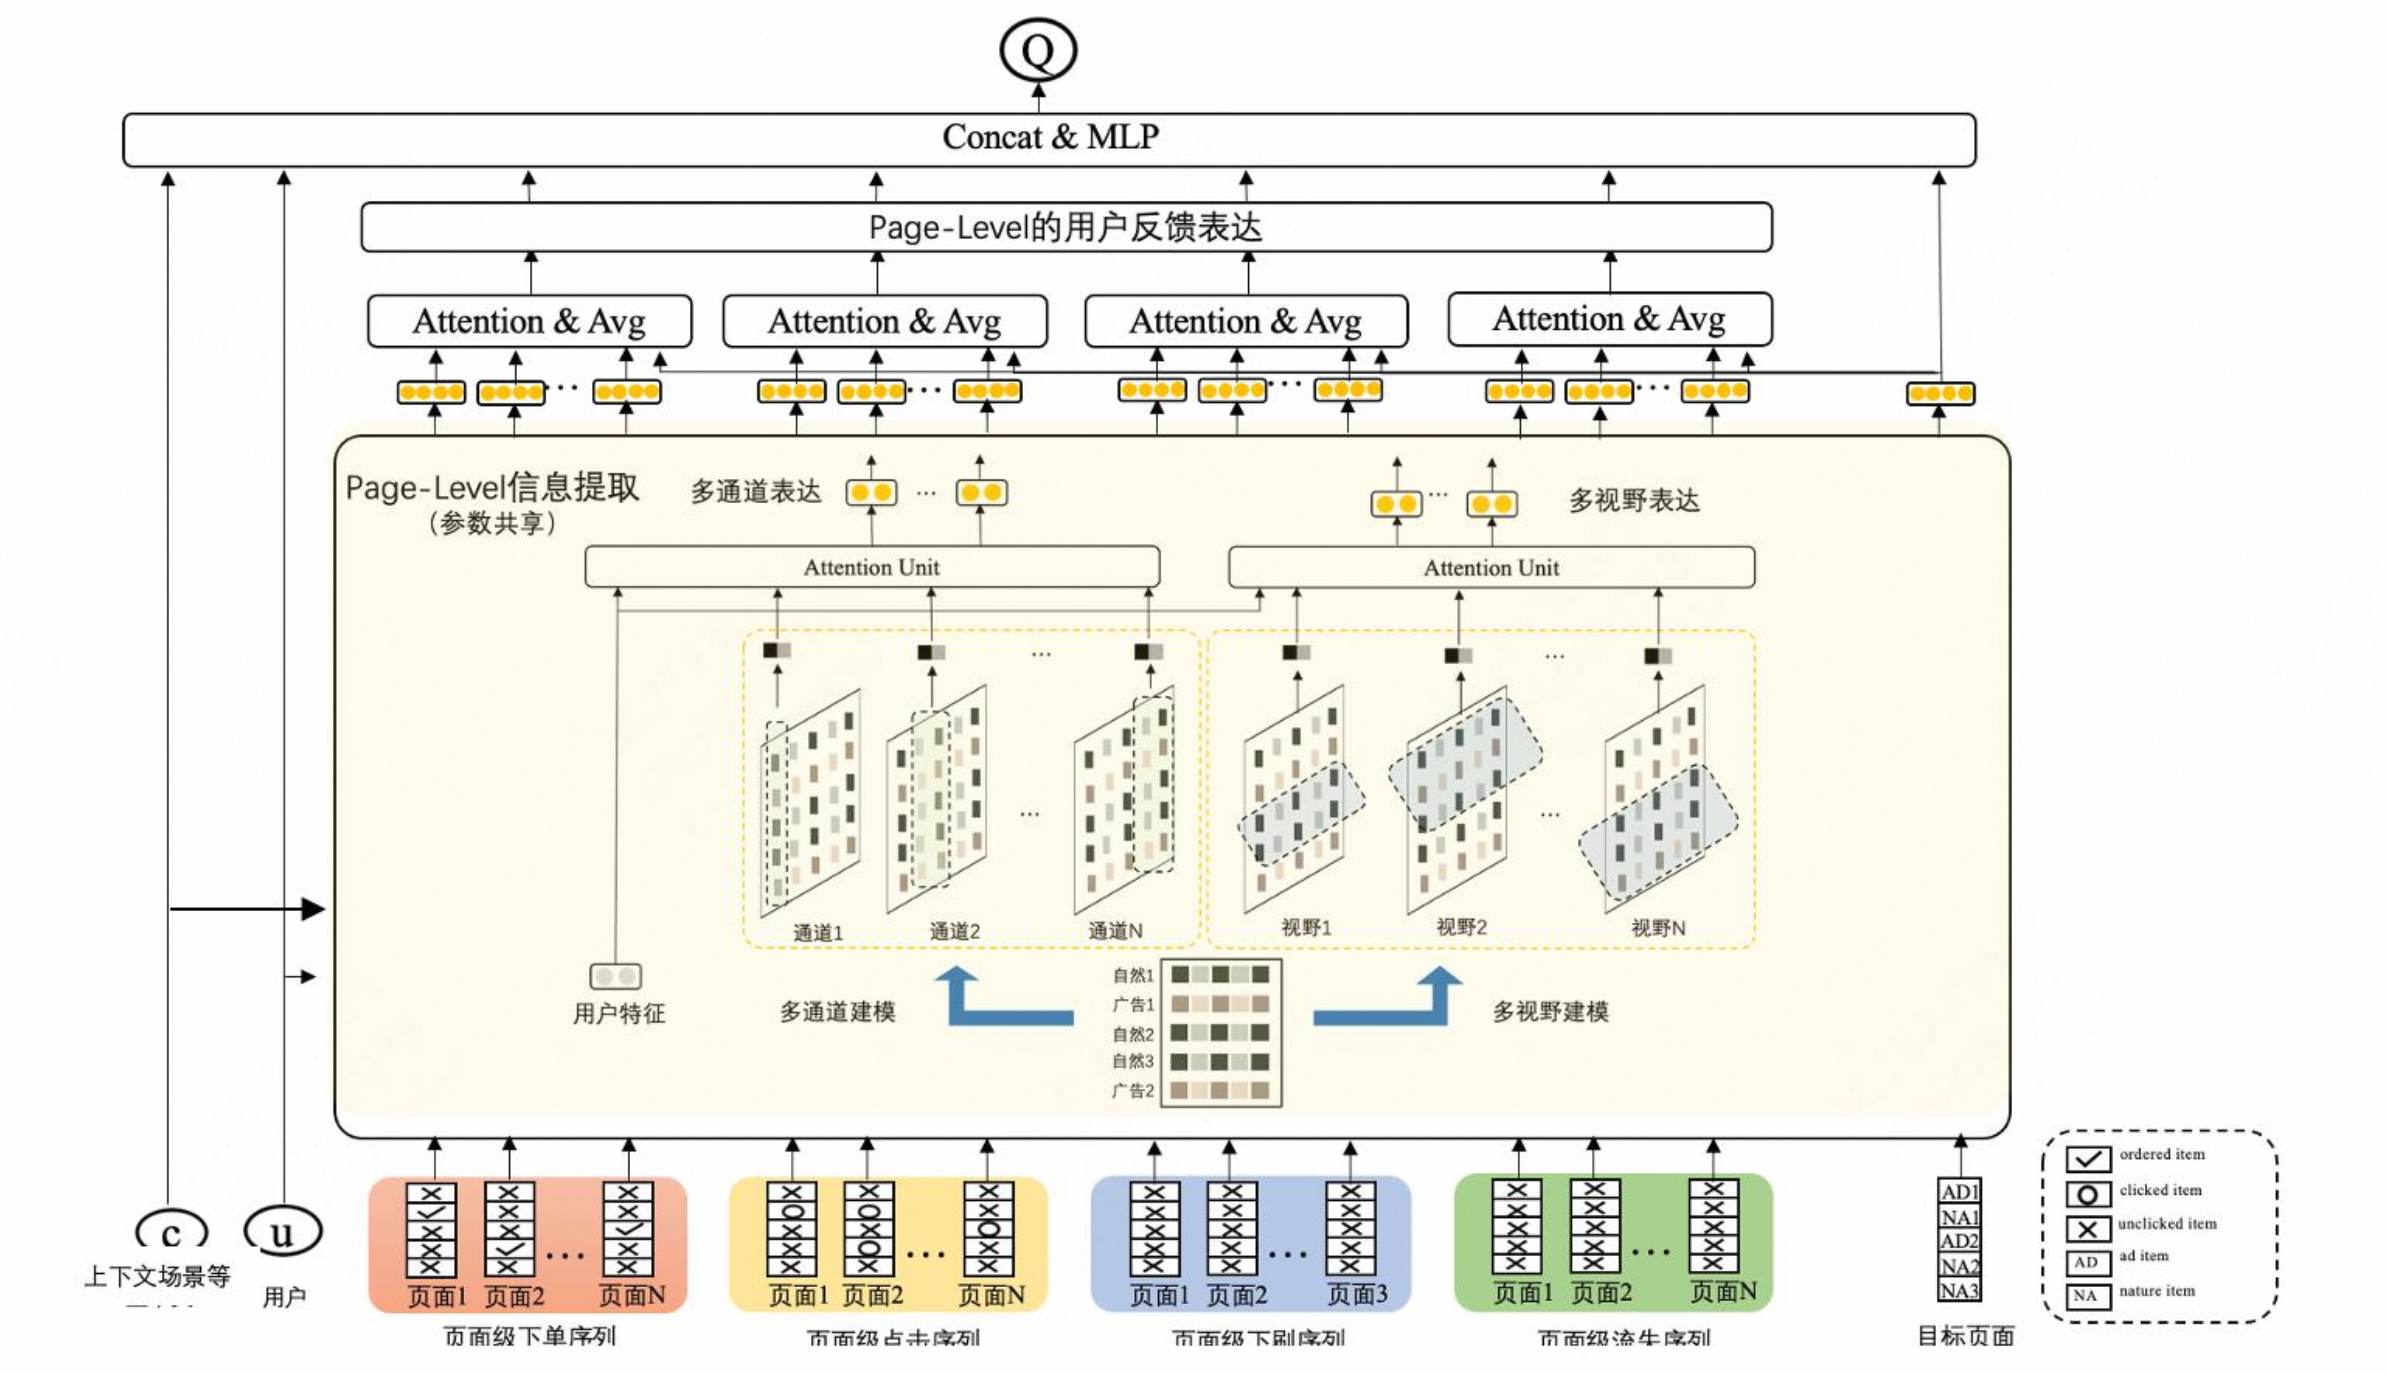 Q
Concat & MLP
Page-Level的用户反馈表达
Attention & Avg
Attention & Avg
Attention & Avg
Attention & Avg
Page-Level信息提取
（参数共享）
多通道表达
...
...
多视野表达
Attention Unit
Attention Unit
...
...
...
...
通道1
通道2
通道N
视野1
视野2
视野N
用户特征
多通道建模
自然1
广告1
自然2
自然3
广告2
多视野建模
c
上下文场景等
u
用户
页面1
页面2
...
页面N
页面级下单序列
页面1
页面2
...
页面N
页面级点击序列
页面1
页面2
...
页面3
页面级下刷序列
页面1
页面2
...
页面N
页面级流失序列
AD1
NA1
AD2
NA2
NA3
目标页面
ordered item
clicked item
unclicked item
AD ad item
NA nature item